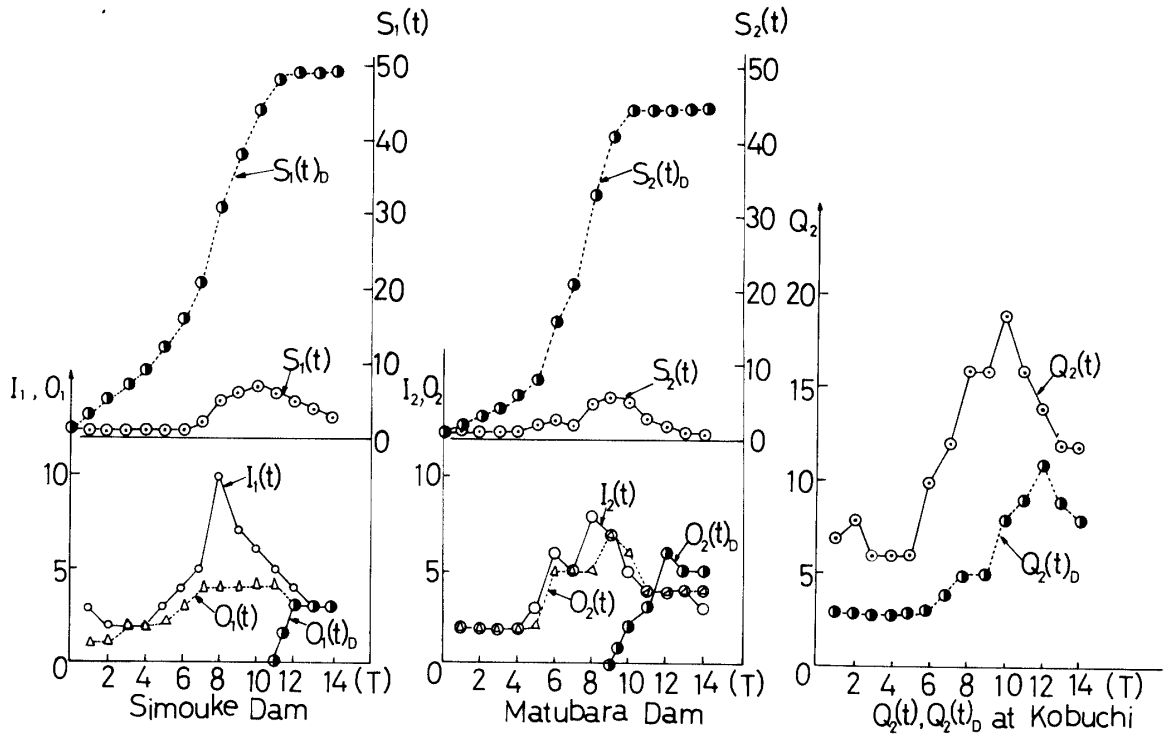 S₁(t)
50
40
30
20
10
0
S₁(t)D
S₁(t)
I₁, O₁
10
5
0
I₁(t)
O₁(t)
O₁(t)D
2 4 6 8 10 12 14 (T)
Simouke Dam
S₂(t)
50
40
30
20
10
0
S₂(t)D
S₂(t)
I₂, O₂
10
5
0
I₂(t)
O₂(t)
O₂(t)D
2 4 6 8 10 12 14 (T)
Matubara Dam
Q₂
20
15
10
5
0
Q₂(t)
Q₂(t)D
2 4 6 8 10 12 14 (T)
Q₂(t), Q₂(t)D at Kobuchi